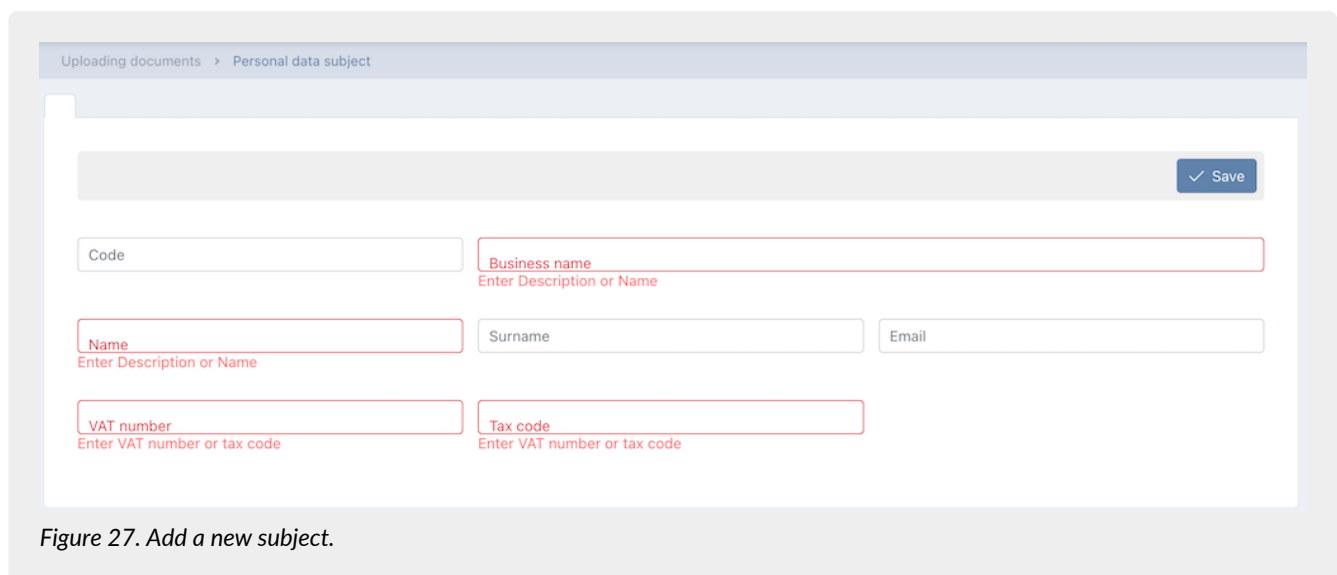 Uploading documents > Personal data subject
Save
Code
Business name
Enter Description or Name
Name
Surname
Email
Enter Description or Name
VAT number
Tax code
Enter VAT number or tax code
Enter VAT number or tax code
Figure 27. Add a new subject.